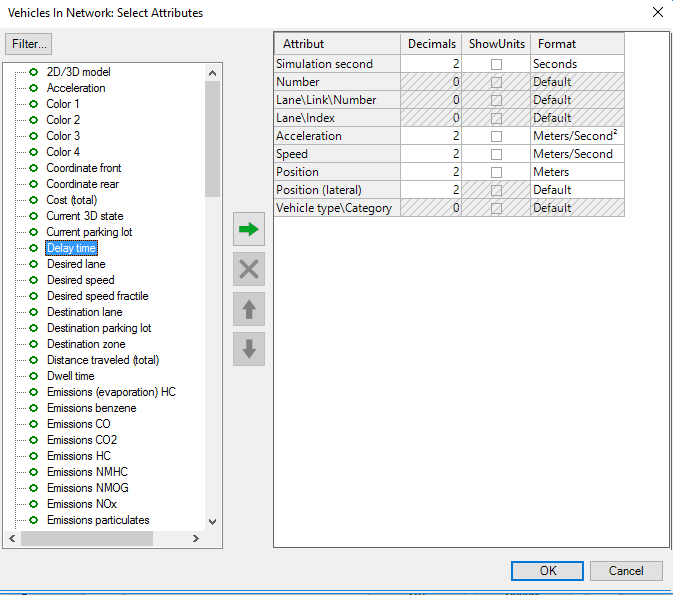 Vehicles In Network: Select Attributes
Filter...
2D/3D model
Acceleration
Color 1
Color 2
Color 3
Color 4
Coordinate front
Coordinate rear
Cost (total)
Current 3D state
Current parking lot
Delay time
Desired lane
Desired speed
Desired speed fractile
Destination lane
Destination parking lot
Destination zone
Distance traveled (total)
Dwell time
Emissions (evaporation) HC
Emissions benzene
Emissions CO
Emissions CO2
Emissions HC
Emissions NMHC
Emissions NMOG
Emissions NOx
Emissions particulates
Attribut Decimals ShowUnits Format
Simulation second 2 Seconds
Number 0 Default
Lane\Link\Number 0 Default
Lane\Index 0 Default
Acceleration 2 Meters/Second²
Speed 2 Meters/Second
Position 2 Meters
Position (lateral) 2 Default
Vehicle type\Category 0 Default
OK Cancel